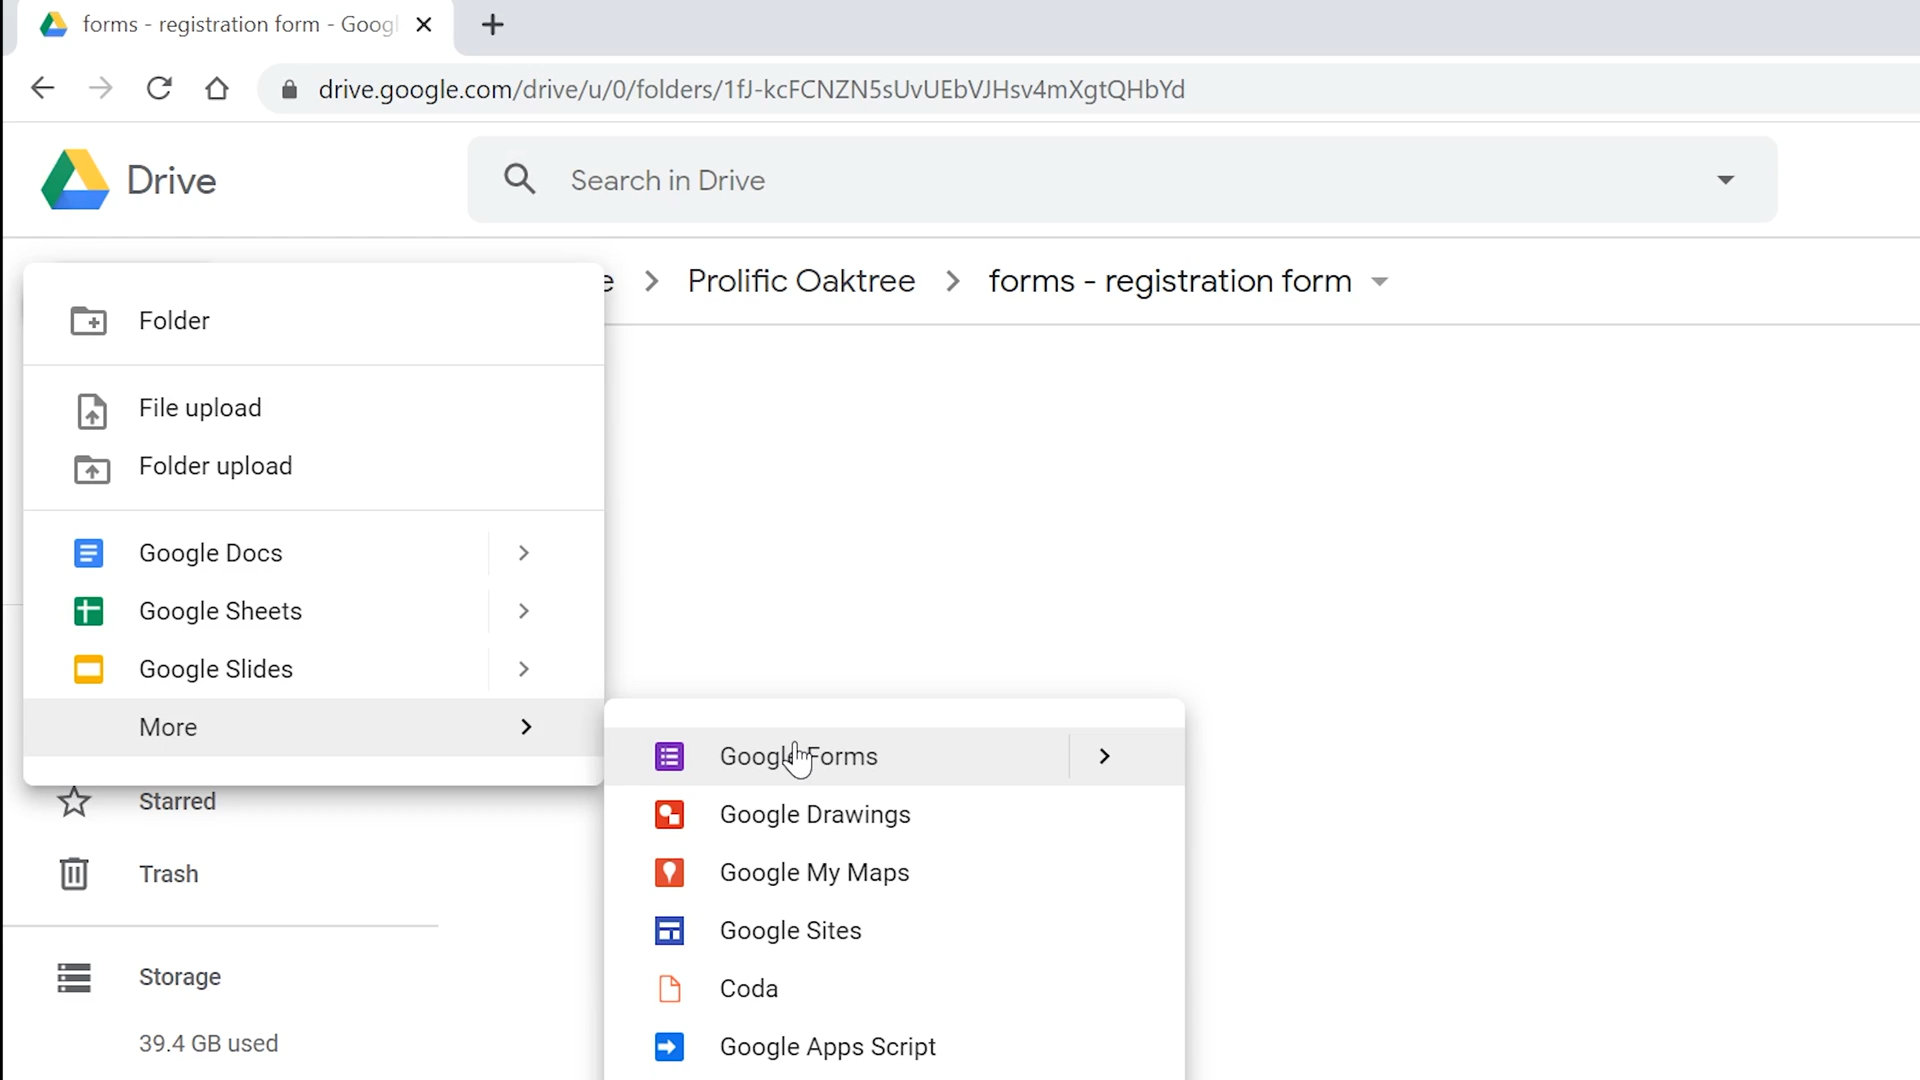 forms - registration form - Googl
drive.google.com/drive/u/0/folders/1fJ-kcFCNZN5sUvUEbVJHsv4mXgtQHbYd
Drive
Search in Drive
e > Prolific Oaktree > forms - registration form
Folder
File upload
Folder upload
Google Docs
Google Sheets
Google Slides
More
Google Forms
Google Drawings
Google My Maps
Google Sites
Coda
Google Apps Script
Starred
Trash
Storage
39.4 GB used